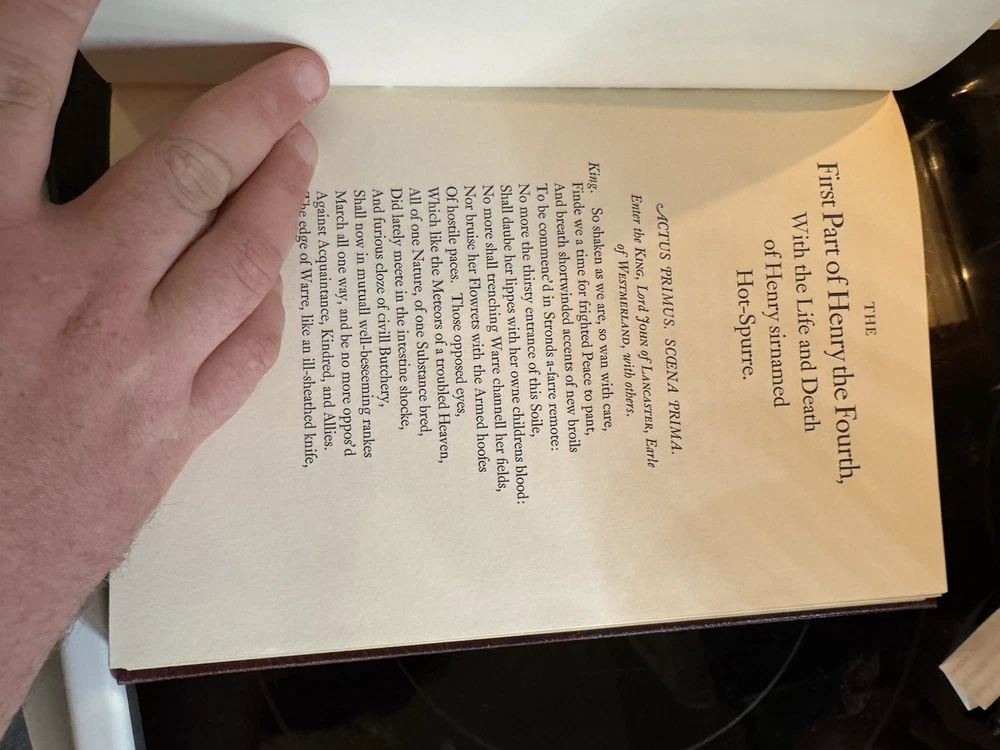 THE
First Part of Henry the Fourth,
With the Life and Death
of Henry sirnamed
Hot-Spurre.
ACTUS PRIMUS. SCŒNA PRIMA.
Enter the KING, Lord JOHN of LANCASTER, Earle
of WESTMERLAND, with others.
King. So shaken as we are, so wan with care,
Finde we a time for frighted Peace to pant,
And breath shortwinded accents of new broils
To be commenc'd in Stronds a-farre remote:
No more the thirsty entrance of this Soile,
Shall daube her lippes with her owne childrens blood:
No more shall trenching Warre channell her fields,
Nor bruise her Flowrets with the Armed hoofes
Of hostile paces. Those opposed eyes,
Which like the Meteors of a troubled Heaven,
All of one Nature, of one Substance bred,
Did lately meete in the intestine shocke,
And furious cloze of civill Butchery,
Shall now in mutuall well-beseeming rankes
March all one way, and be no more oppos'd
Against Acquaintance, Kindred, and Allies.
The edge of Warre, like an ill-sheathed knife,